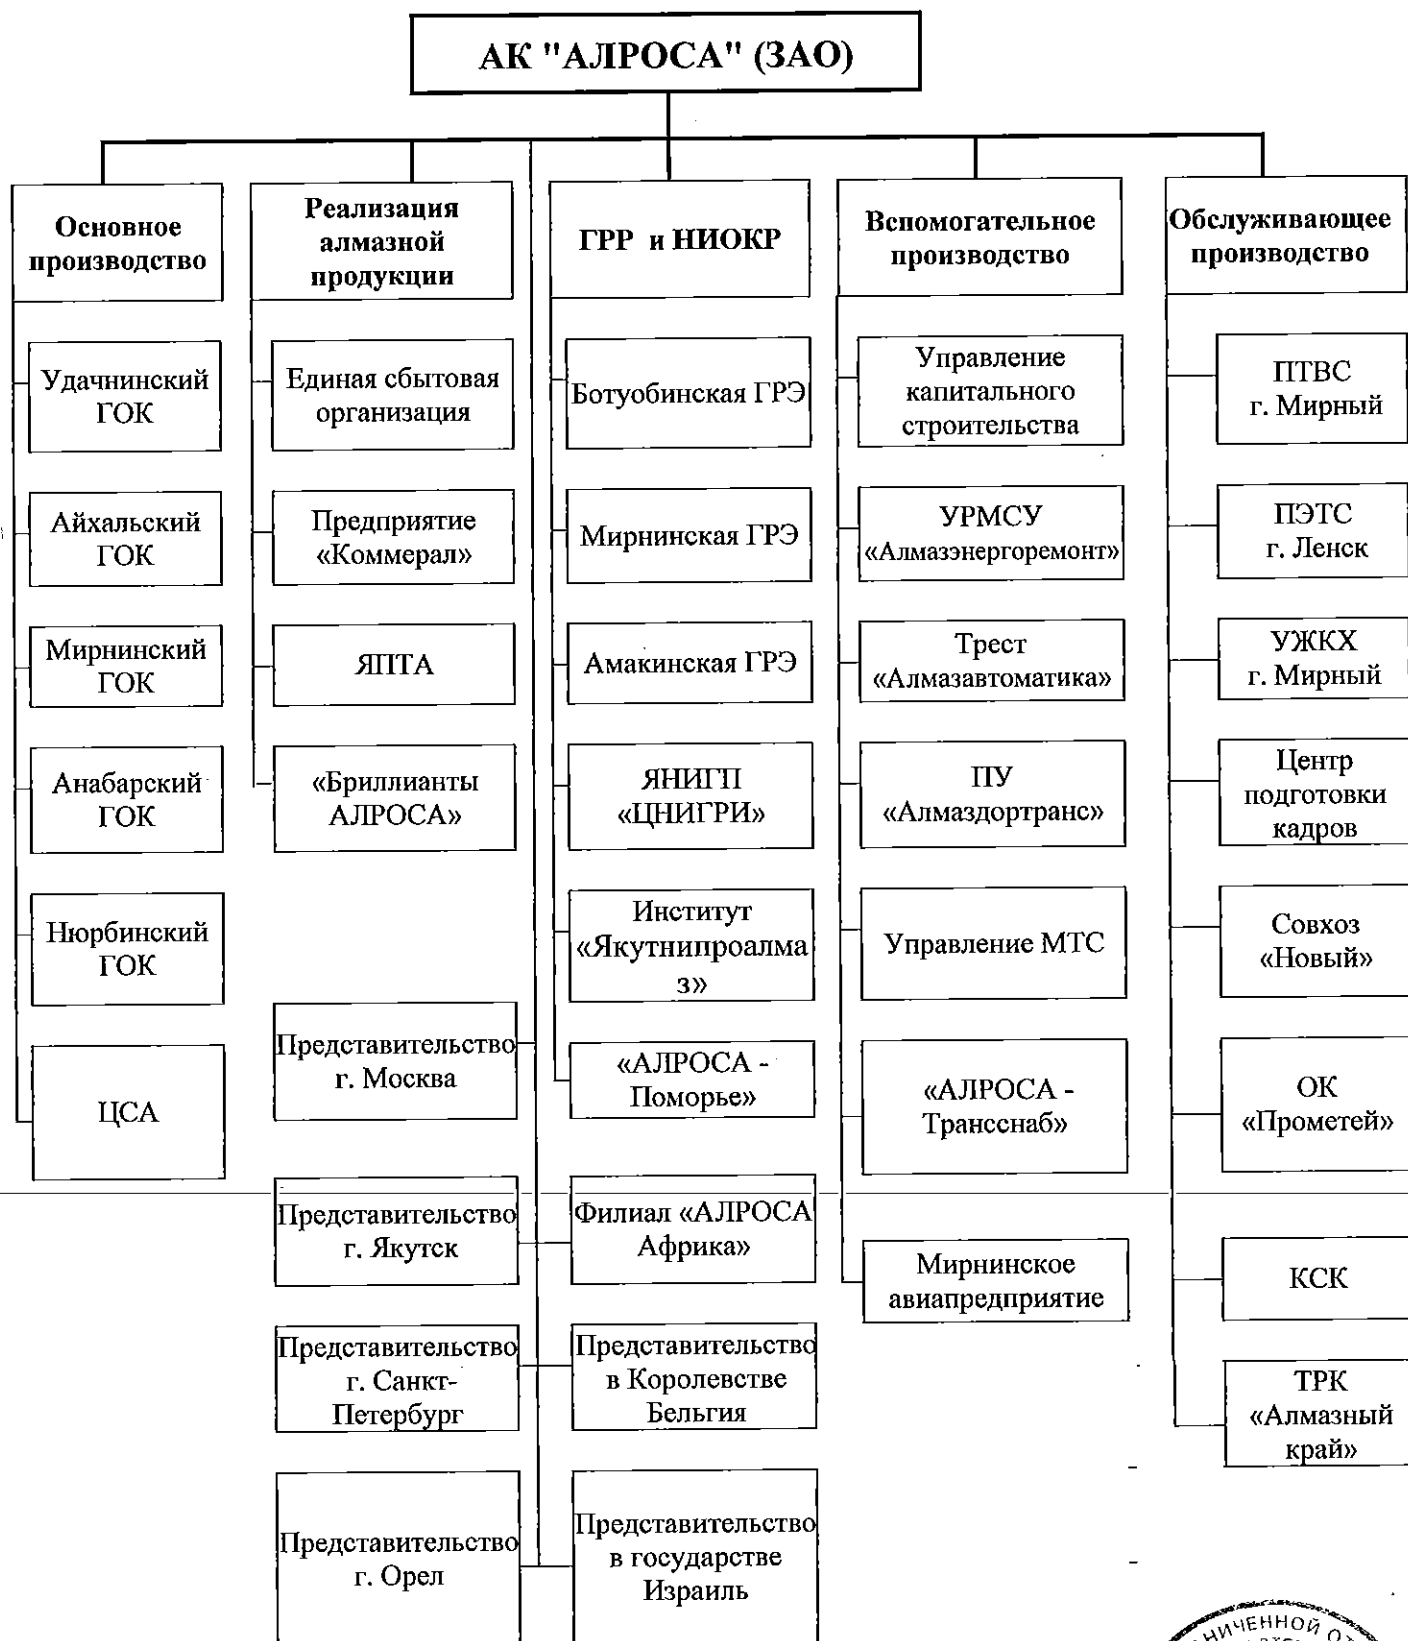 АК "АЛРОСА" (ЗАО)
Основное
производство
Удачнинский
ГОК
Айхальский
ГОК
Мирнинский
ГОК
Анабарский
ГОК
Нюрбинский
ГОК
ЦСА
Реализация
алмазной
продукции
Единая сбытовая
организация
Предприятие
«Коммерал»
ЯПТА
«Бриллианты
АЛРОСА»
Представительство
г. Москва
Представительство
г. Якутск
Представительство
г. Санкт-
Петербург
Представительство
г. Орел
ГРР и НИОКР
Ботуобинская ГРЭ
Мирнинская ГРЭ
Амакинская ГРЭ
ЯНИГП
«ЦНИГРИ»
Институт
«Якутнипроалма
з»
«АЛРОСА -
Поморье»
Филиал «АЛРОСА
Африка»
Представительство
в Королевстве
Бельгия
Представительство
в государстве
Израиль
Вспомогательное
производство
Управление
капитального
строительства
УРМСУ
«Алмазэнергоремонт»
Трест
«Алмазавтоматика»
ПУ
«Алмаздортранс»
Управление МТС
«АЛРОСА -
Трансснаб»
Мирнинское
авиапредприятие
Обслуживающее
производство
ПТВС
г. Мирный
ПЭТС
г. Ленск
УЖКХ
г. Мирный
Центр
подготовки
кадров
Совхоз
«Новый»
ОК
«Прометей»
КСК
ТРК
«Алмазный
край»